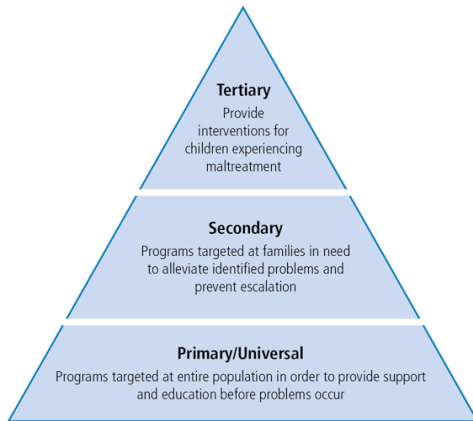 Tertiary
Provide
interventions for
children experiencing
maltreatment
Secondary
Programs targeted at families in need
to alleviate identified problems and
prevent escalation
Primary/Universal
Programs targeted at entire population in order to provide support
and education before problems occur